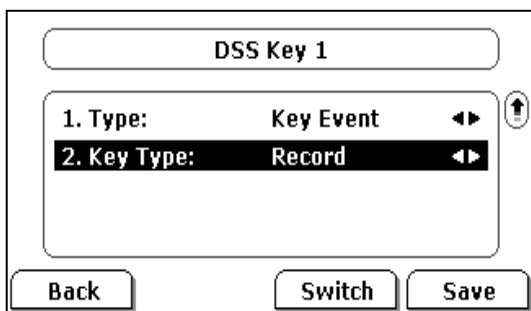 DSS Key 1
1. Type: Key Event
2. Key Type: Record
Back Switch Save